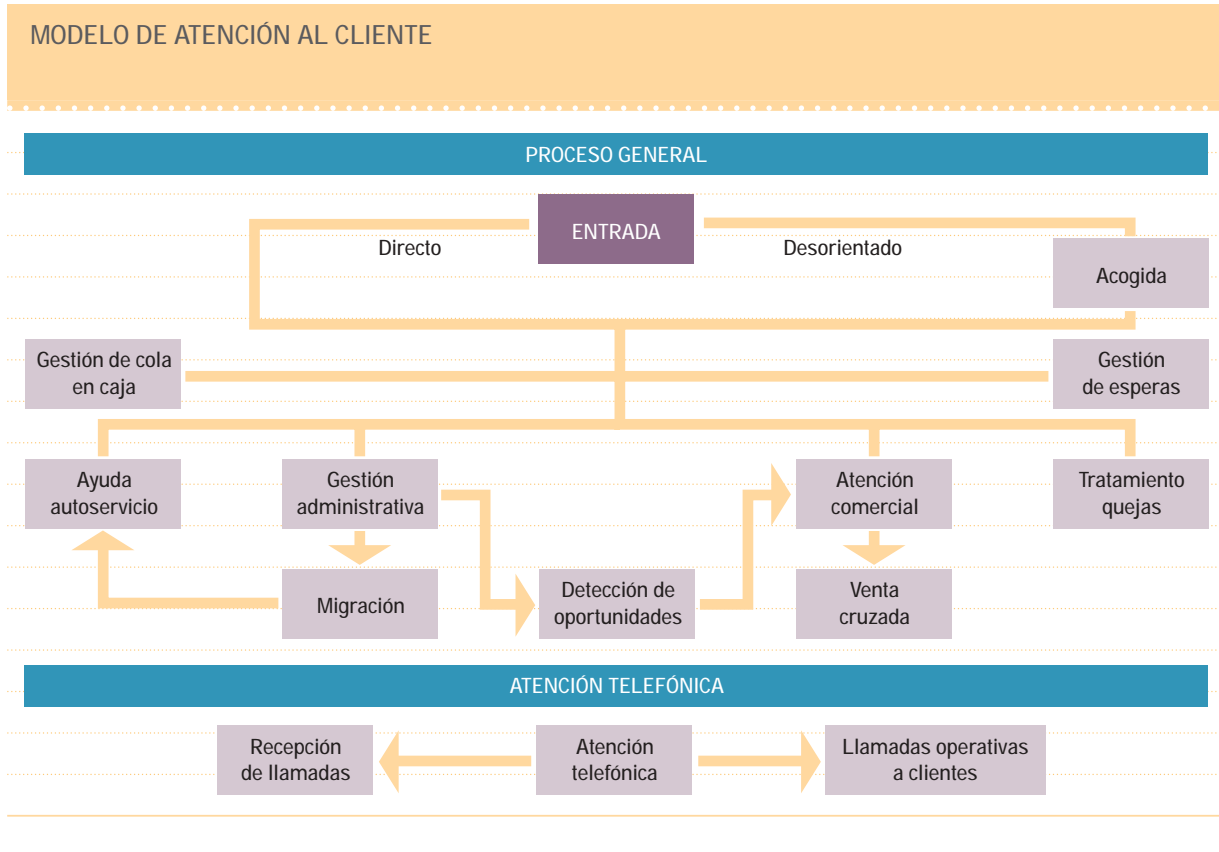 MODELO DE ATENCIÓN AL CLIENTE
PROCESO GENERAL
ENTRADA
Directo
Desorientado
Acogida
Gestión de cola
en caja
Gestión
de esperas
Ayuda
autoservicio
Gestión
administrativa
Atención
comercial
Tratamiento
quejas
Migración
Detección de
oportunidades
Venta
cruzada
ATENCIÓN TELEFÓNICA
Recepción
de llamadas
Atención
telefónica
Llamadas operativas
a clientes